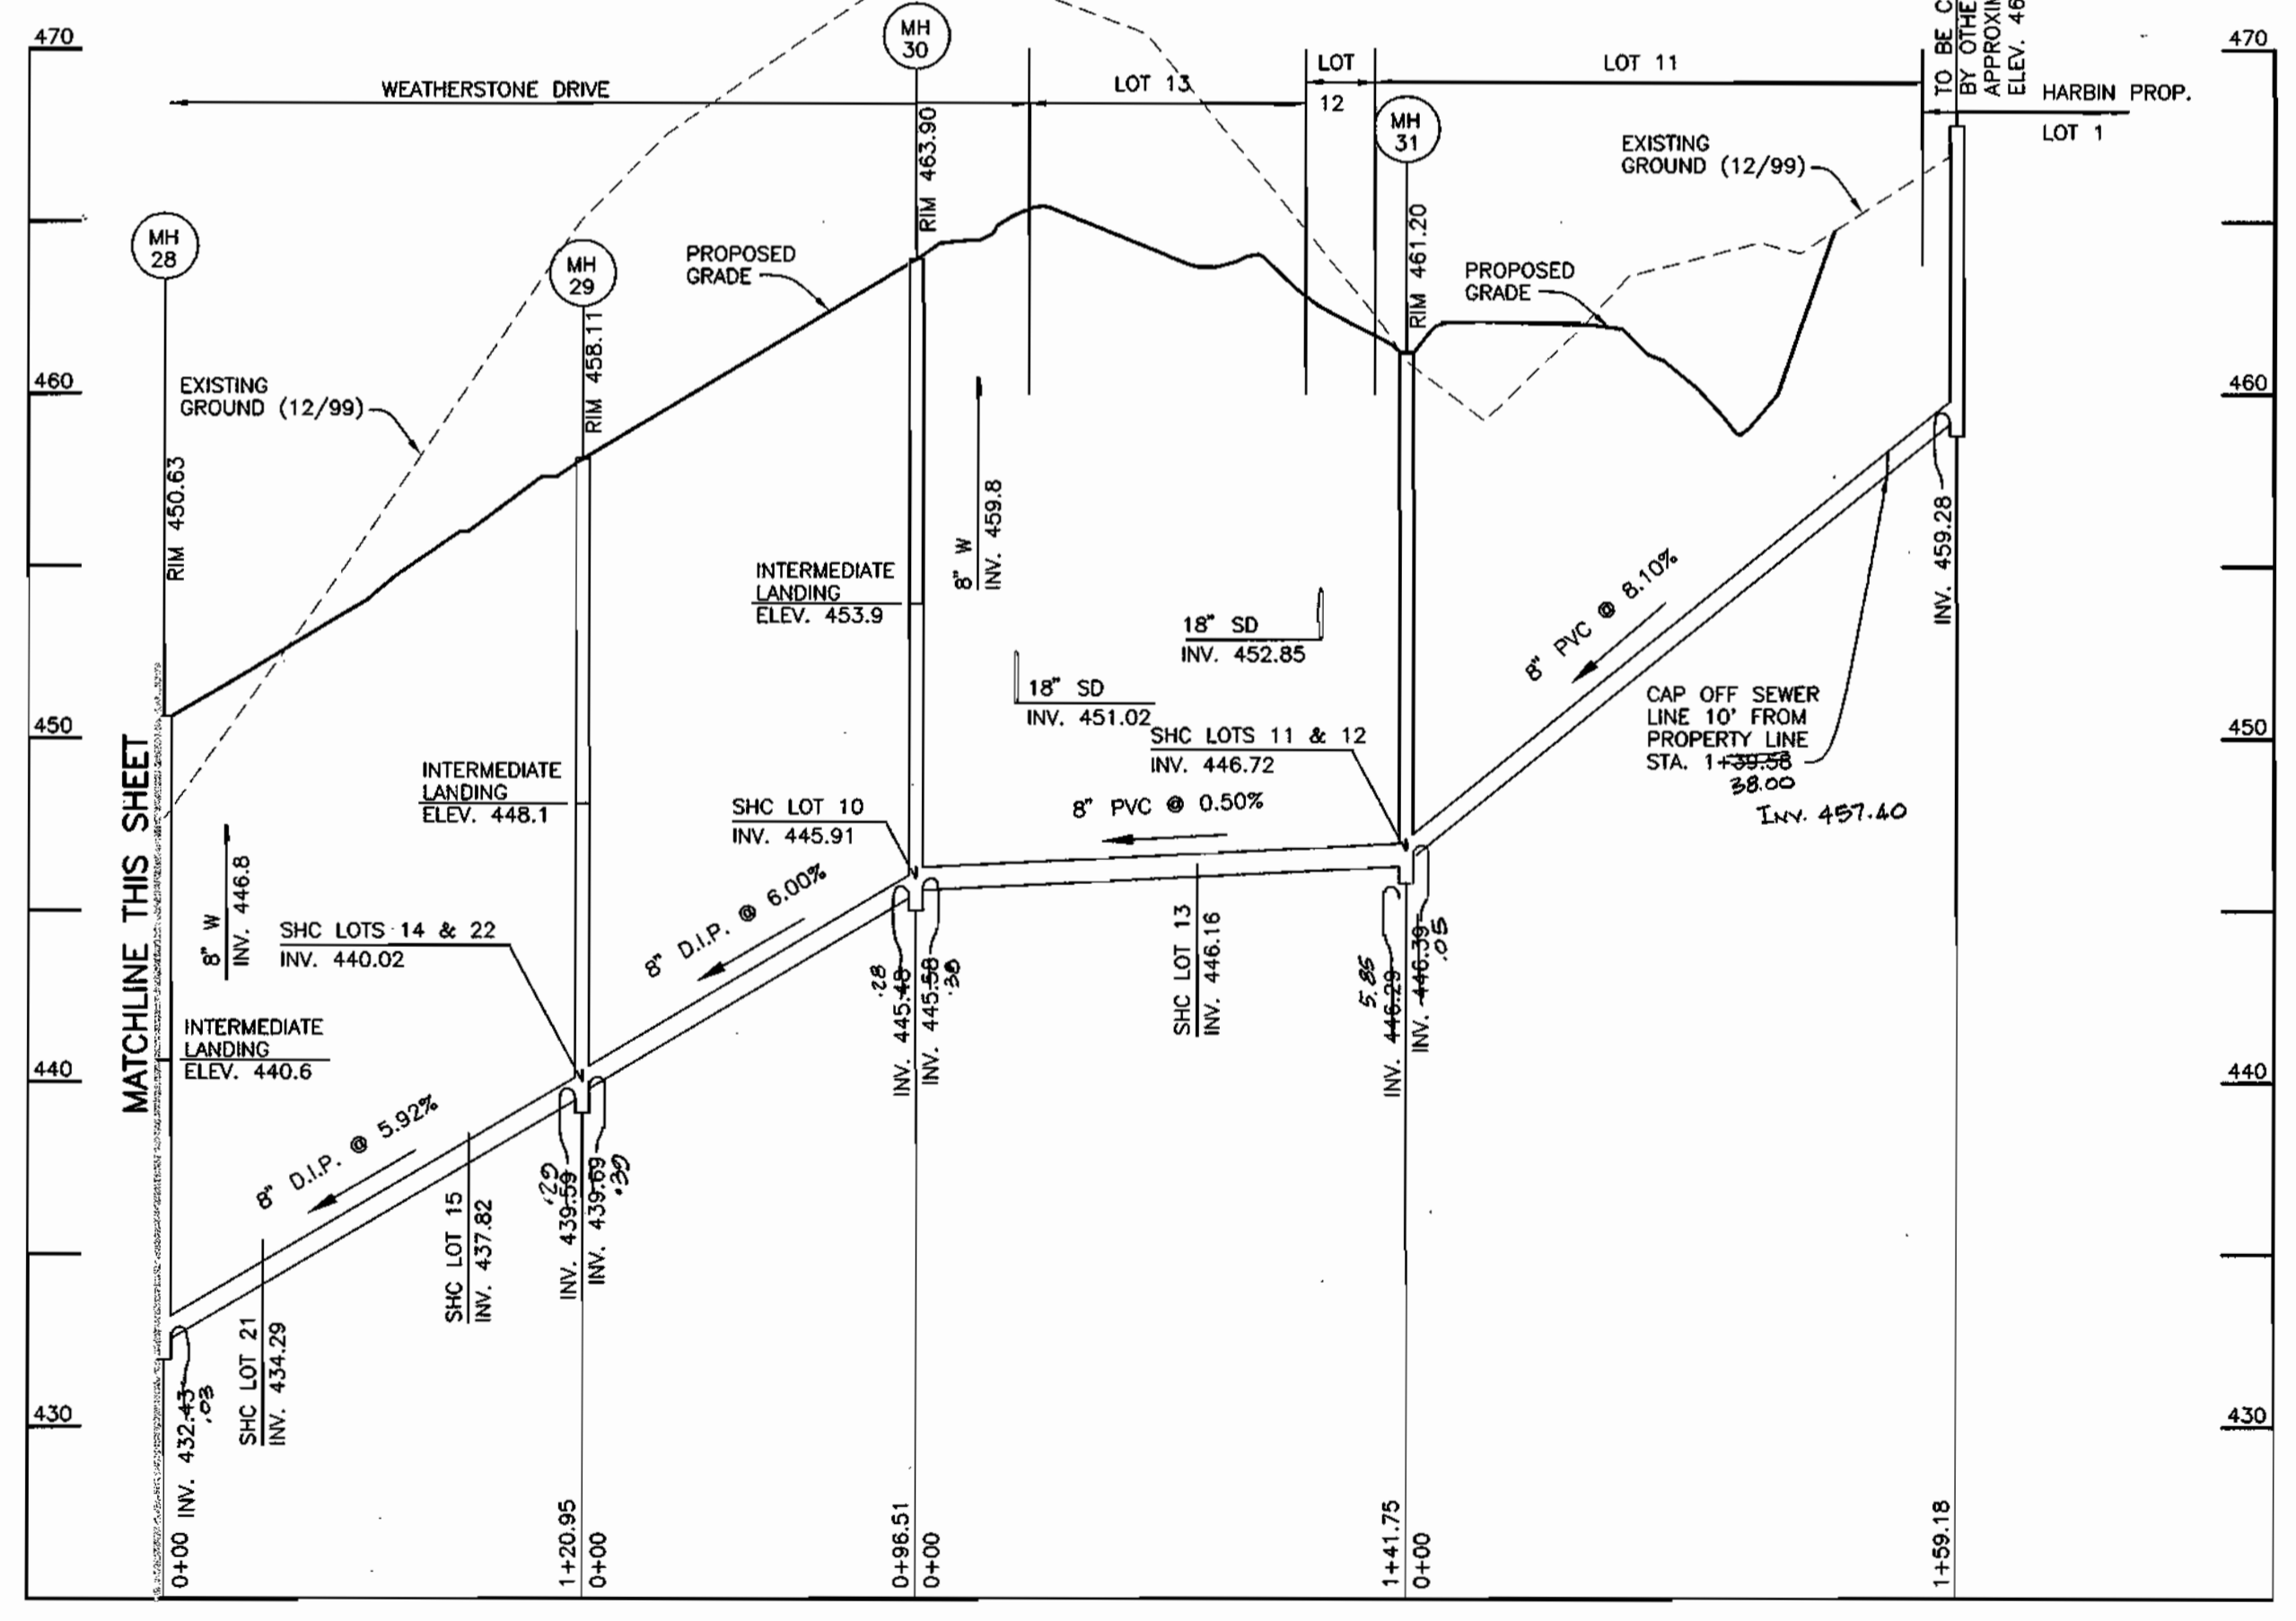 470
470
WEATHERSTONE DRIVE
MH
30
LOT 13
LOT
12
LOT 11
TO BE
BY OTHE
ELEV. 46
HARBIN PROP.
LOT 1
MH
28
MH
29
MH
31
RIM 450.63
RIM 458.11
RIM 463.90
RIM 461.20
PROPOSED
GRADE
PROPOSED
GRADE
EXISTING
GROUND (12/99)
EXISTING
GROUND (12/99)
460
460
INTERMEDIATE
LANDING
ELEV. 453.9
8" W
INV. 459.8
18" SD
INV. 452.85
18" SD
INV. 451.02
8" PVC @ 8.10%
INV. 459.28
CAP OFF SEWER
LINE 10' FROM
PROPERTY LINE
STA. 1+39.58
38.00
INV. 457.40
450
450
MATCHLINE THIS SHEET
INTERMEDIATE
LANDING
ELEV. 448.1
SHC LOTS 11 & 12
INV. 446.72
SHC LOT 10
INV. 445.91
8" PVC @ 0.50%
8" W
INV. 446.8
SHC LOTS 14 & 22
INV. 440.02
8" D.I.P. @ 6.00%
INV. 445.48
.28
INV. 445.58
.38
SHC LOT 13
INV. 446.16
INV. 446.29
5.85
INV. 446.39
.05
440
440
INTERMEDIATE
LANDING
ELEV. 440.6
8" D.I.P. @ 5.92%
SHC LOT 15
INV. 437.82
INV. 439.59
.29
INV. 439.69
.39
430
430
INV. 432.43
.03
SHC LOT 21
INV. 434.29
0+00
1+20.95
0+00
0+96.51
0+00
1+41.75
0+00
1+59.18